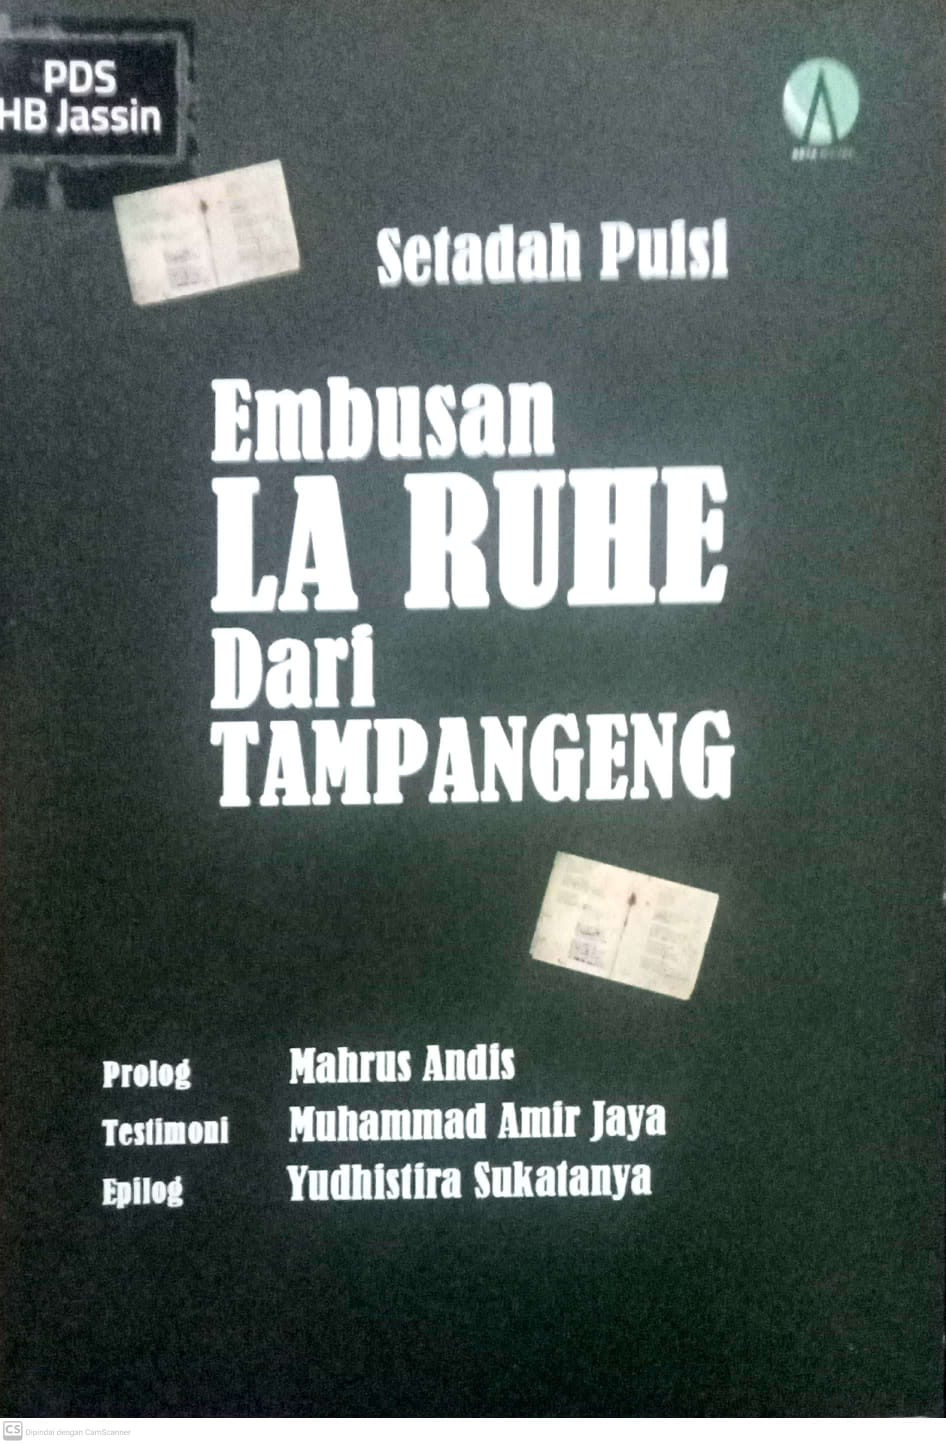 PDS
HB Jassin
Setadah Puisi
Embusan
LA RUHE
Dari
TAMPANGENG
Prolog Mahrus Andis
Testimoni Muhammad Amir Jaya
Epilog Yudhistira Sukatanya
CS Dipindai dengan CamScanner